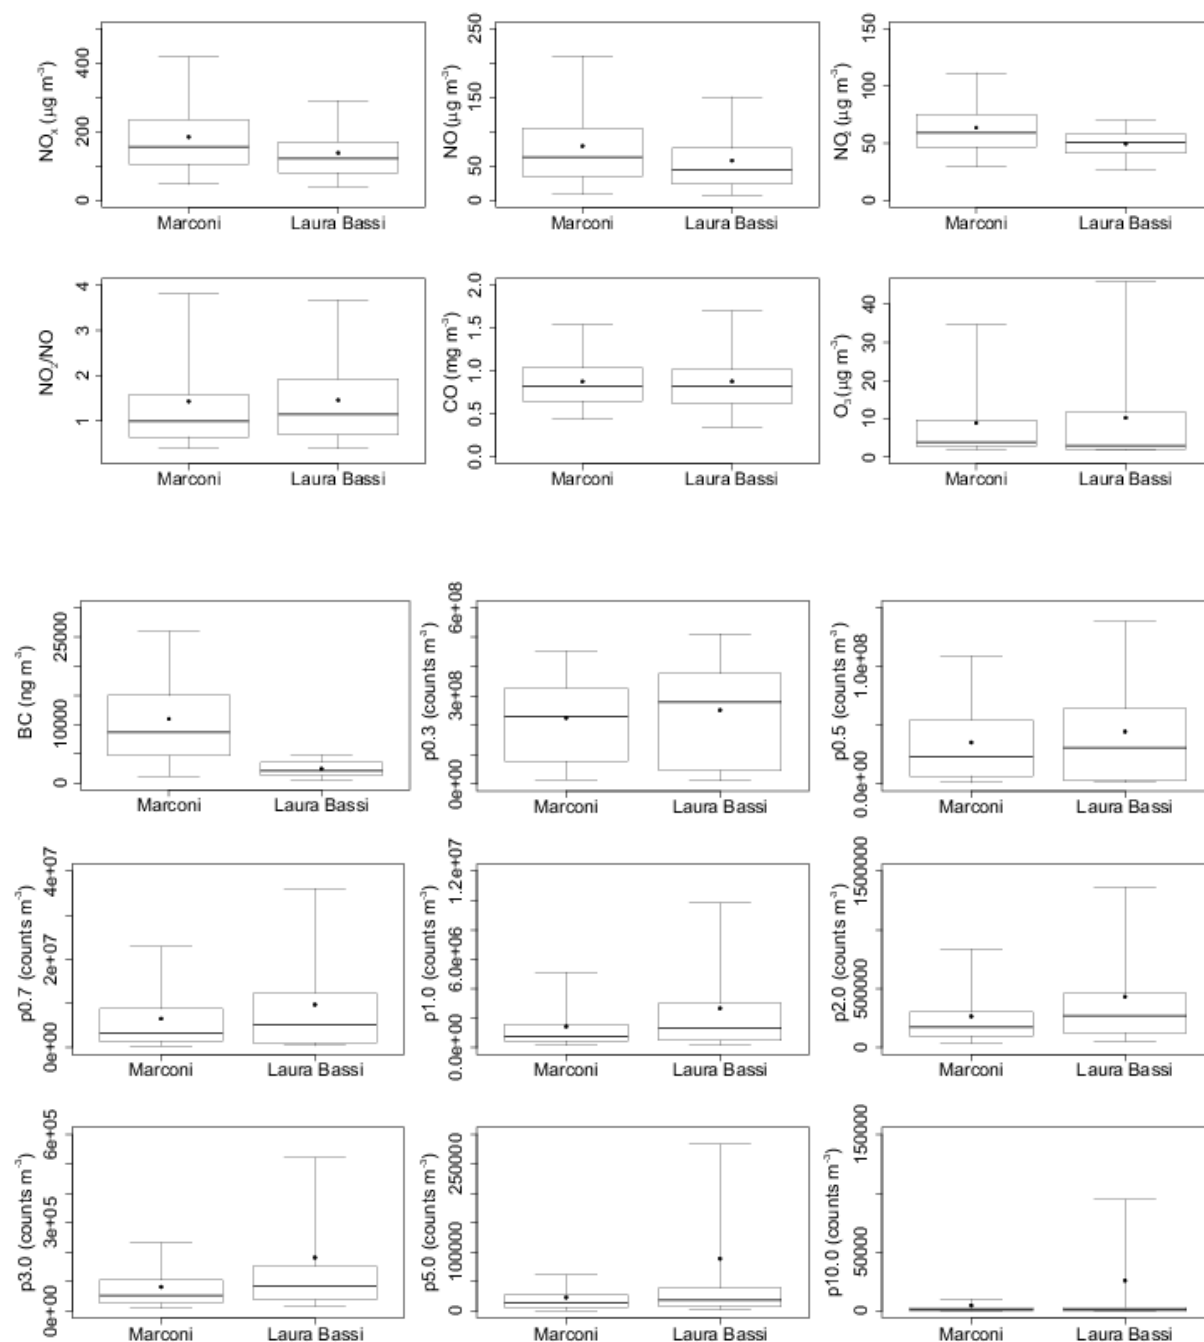 NOₓ (µg m⁻³)
0 200 400
Marconi Laura Bassi
NO (µg m⁻³)
0 50 150 250
Marconi Laura Bassi
NO₂ (µg m⁻³)
0 50 100 150
Marconi Laura Bassi
NO₂/NO
1 2 3 4
Marconi Laura Bassi
CO (mg m⁻³)
0.0 0.5 1.0 1.5 2.0
Marconi Laura Bassi
O₃ (µg m⁻³)
0 10 20 30 40
Marconi Laura Bassi
BC (ng m⁻³)
0 10000 25000
Marconi Laura Bassi
p0.3 (counts m⁻³)
0e+00 3e+08 6e+08
Marconi Laura Bassi
p0.5 (counts m⁻³)
0.0e+00 1.0e+08
Marconi Laura Bassi
p0.7 (counts m⁻³)
0e+00 2e+07 4e+07
Marconi Laura Bassi
p1.0 (counts m⁻³)
0.0e+00 6.0e+06 1.2e+07
Marconi Laura Bassi
p2.0 (counts m⁻³)
0 500000 1500000
Marconi Laura Bassi
p3.0 (counts m⁻³)
0e+00 3e+05 6e+05
Marconi Laura Bassi
p5.0 (counts m⁻³)
0 100000 250000
Marconi Laura Bassi
p10.0 (counts m⁻³)
0 50000 150000
Marconi Laura Bassi